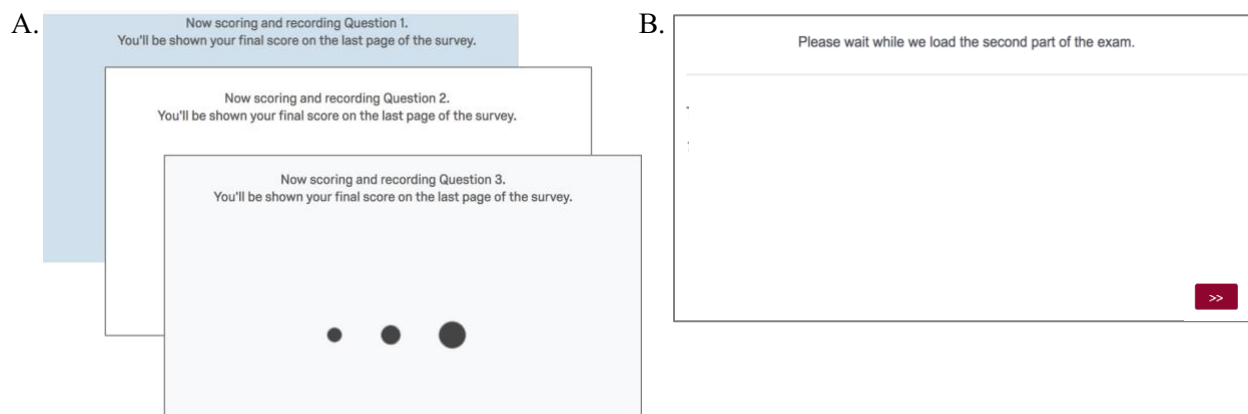 A.
Now scoring and recording Question 1.
You'll be shown your final score on the last page of the survey.
Now scoring and recording Question 2.
You'll be shown your final score on the last page of the survey.
Now scoring and recording Question 3.
You'll be shown your final score on the last page of the survey.
B.
Please wait while we load the second part of the exam.
>>